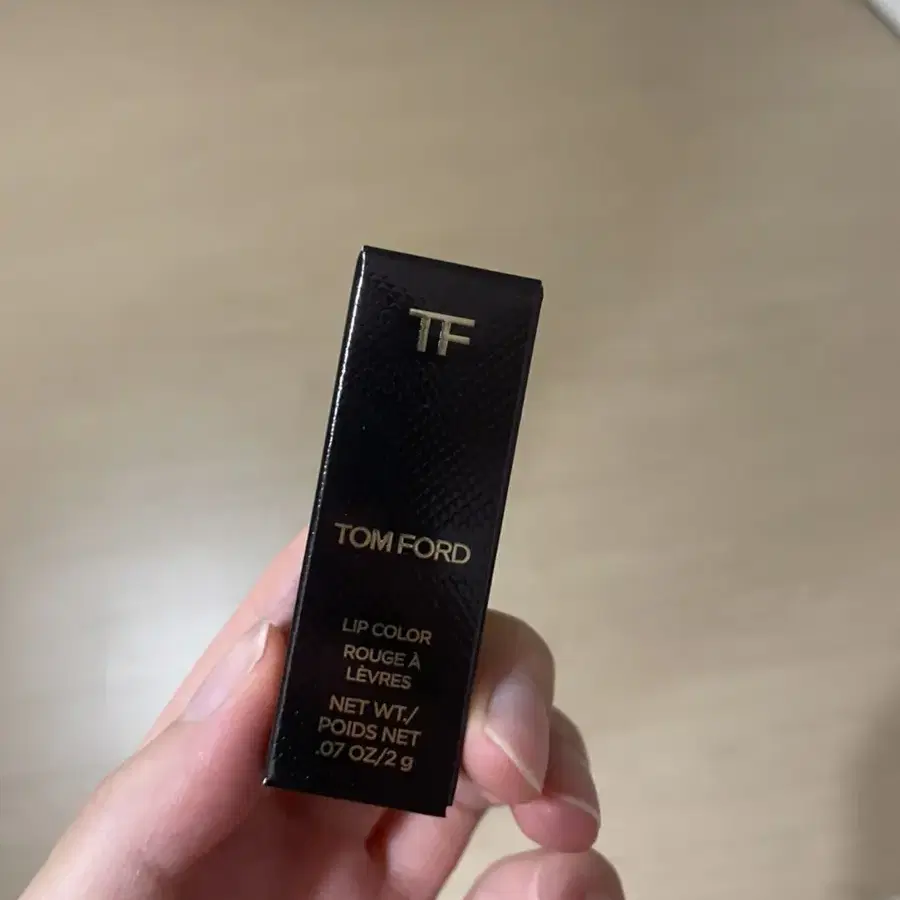 TF
TOM FORD
LIP COLOR
ROUGE À
LÈVRES
NET WT./
POIDS NET
.07 OZ/2 g